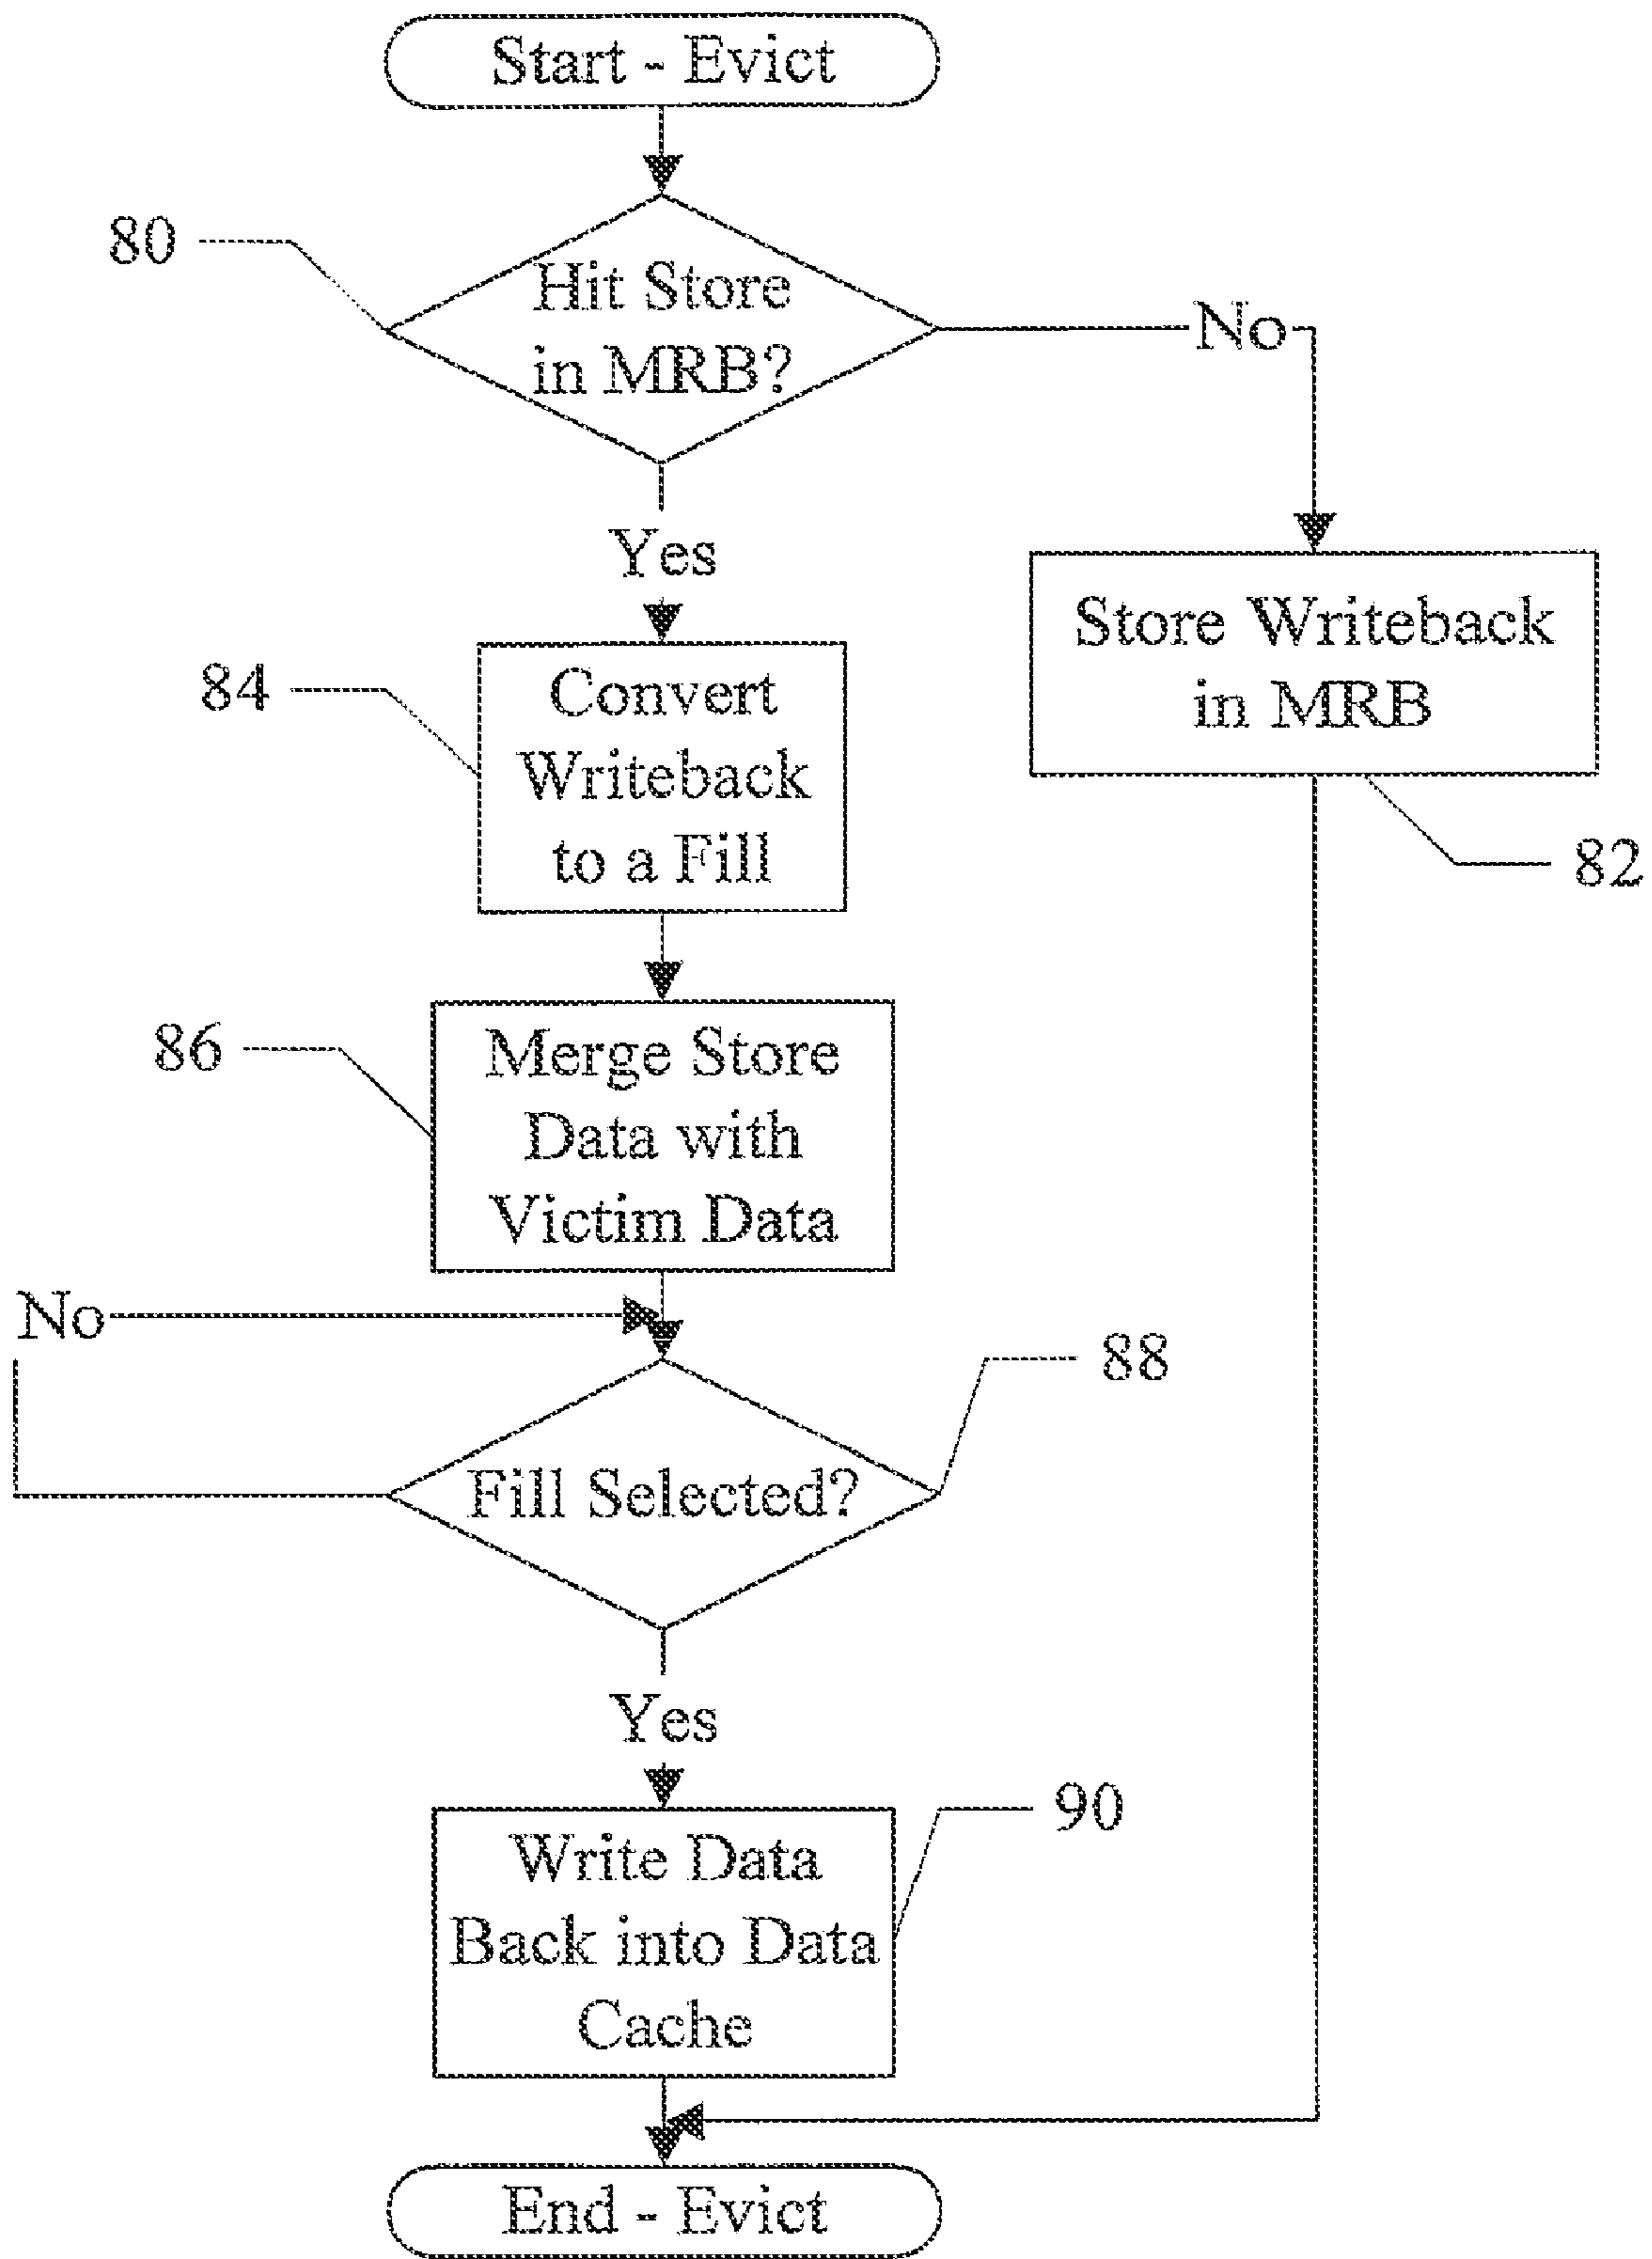 Start - Evict
80
Hit Store
in MRB?
No
Yes
Store Writeback
in MRB
82
84
Convert
Writeback
to a Fill
86
Merge Store
Data with
Victim Data
No
88
Fill Selected?
Yes
90
Write Data
Back into Data
Cache
End - Evict